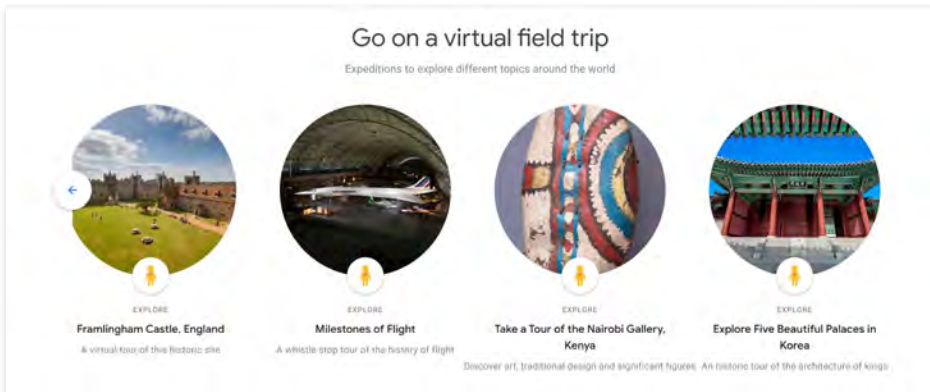 Go on a virtual field trip
Expeditions to explore different topics around the world
EXPLORE
Framlingham Castle, England
A virtual tour of this historic site
EXPLORE
Milestones of Flight
A whistle stop tour of the history of flight
EXPLORE
Take a Tour of the Nairobi Gallery,
Kenya
Discover art, traditional design and significant figures
EXPLORE
Explore Five Beautiful Palaces in
Korea
An historic tour of the architecture of kings